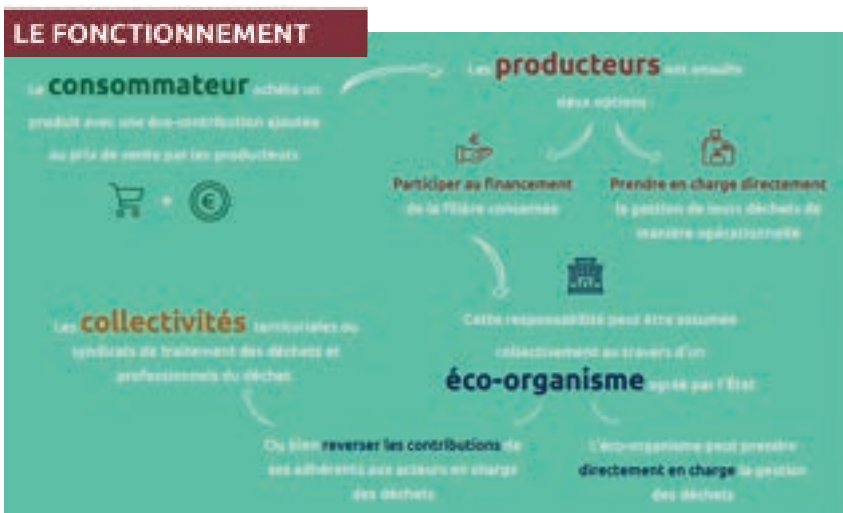 LE FONCTIONNEMENT
Le consommateur achète un
produit avec une éco-contribution ajoutée
au prix de vente par les producteurs
Les producteurs ont ensuite
deux options :
Participer au financement
de la filière concernée
Prendre en charge directement
la gestion de leurs déchets de
manière opérationnelle
Cette responsabilité peut être assumée
collectivement au travers d'un
éco-organisme agréé par l'État
Les collectivités territoriales ou
syndicats de traitement des déchets et
professionnels du déchet.
Ou bien reverser les contributions de
ses adhérents aux acteurs en charge
des déchets
L'éco-organisme peut prendre
directement en charge la gestion
des déchets